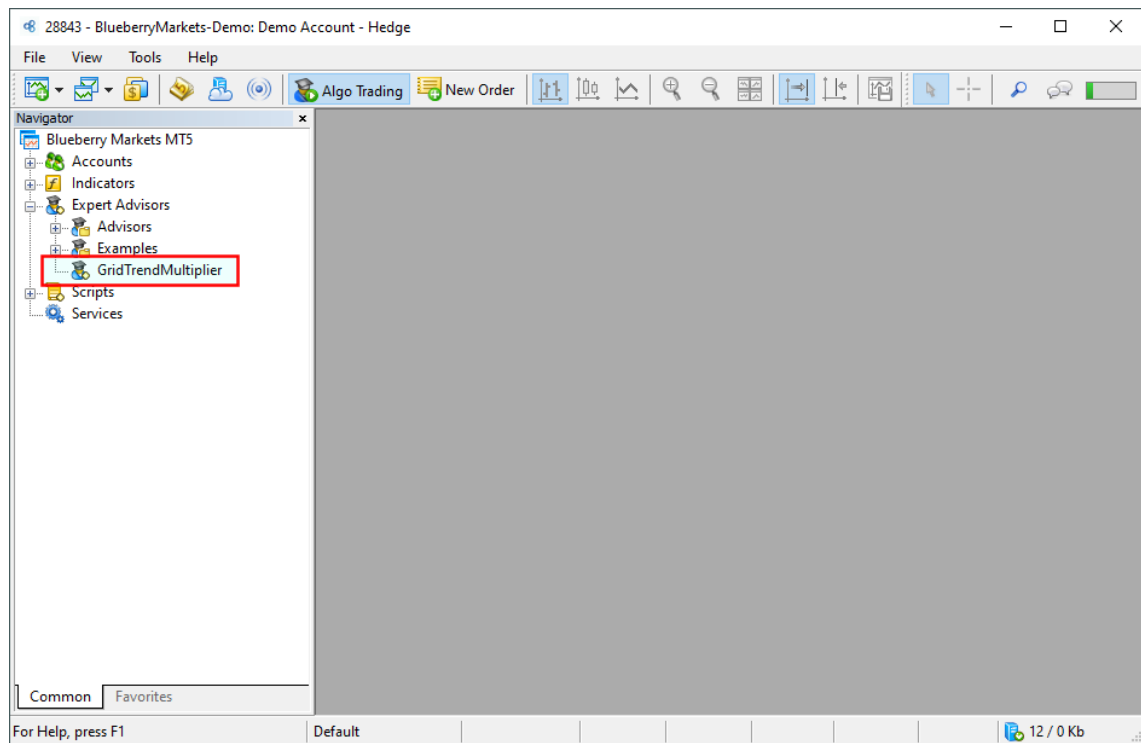 28843 - BlueberryMarkets-Demo: Demo Account - Hedge
File View Tools Help
Algo Trading New Order
Navigator
Blueberry Markets MT5
Accounts
Indicators
Expert Advisors
Advisors
Examples
GridTrendMultiplier
Scripts
Services
Common Favorites
For Help, press F1 Default 12 / 0 Kb